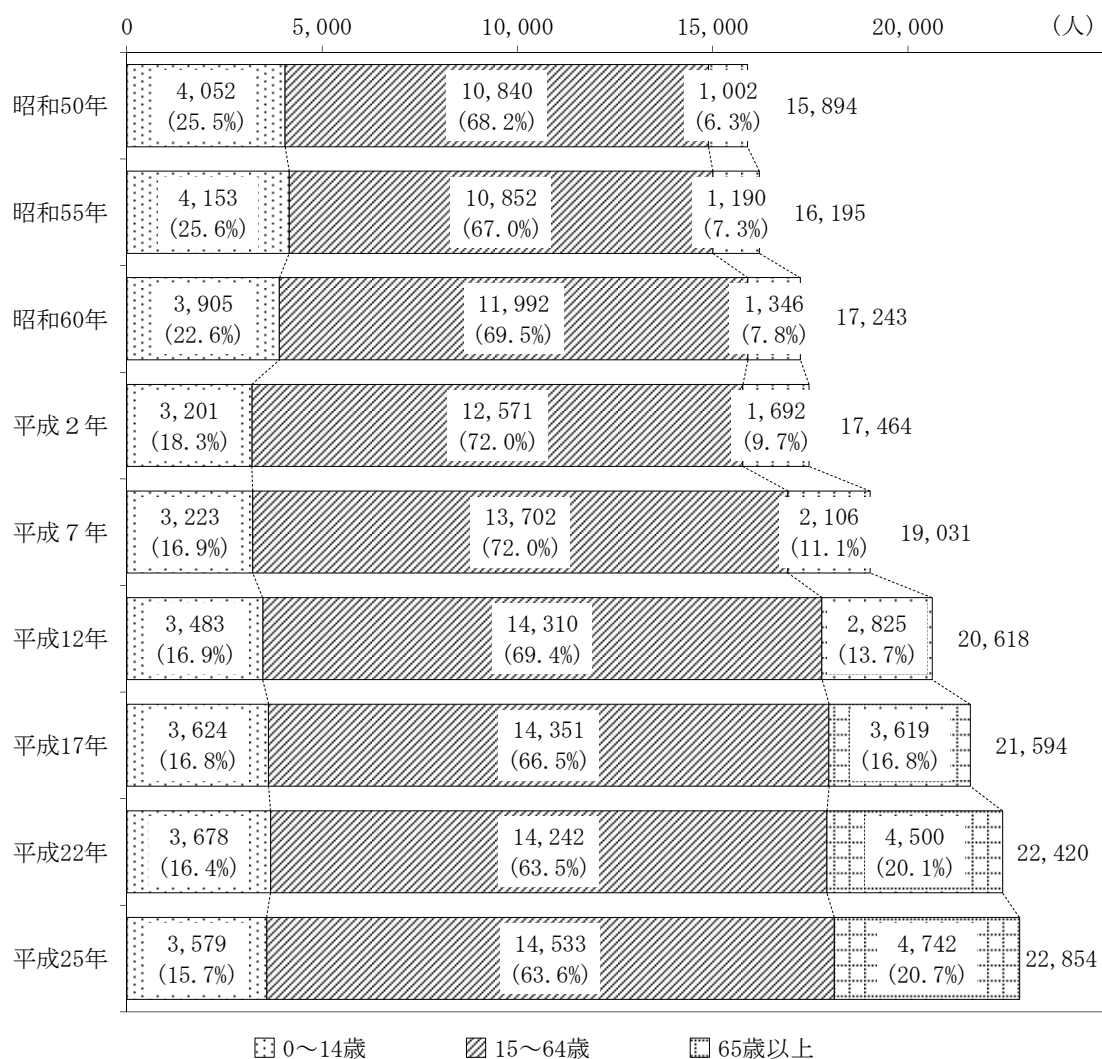 0 5,000 10,000 15,000 20,000 (人)
昭和50年 4,052 10,840 1,002 15,894
(25.5%) (68.2%) (6.3%)
昭和55年 4,153 10,852 1,190 16,195
(25.6%) (67.0%) (7.3%)
昭和60年 3,905 11,992 1,346 17,243
(22.6%) (69.5%) (7.8%)
平成２年 3,201 12,571 1,692 17,464
(18.3%) (72.0%) (9.7%)
平成７年 3,223 13,702 2,106 19,031
(16.9%) (72.0%) (11.1%)
平成12年 3,483 14,310 2,825 20,618
(16.9%) (69.4%) (13.7%)
平成17年 3,624 14,351 3,619 21,594
(16.8%) (66.5%) (16.8%)
平成22年 3,678 14,242 4,500 22,420
(16.4%) (63.5%) (20.1%)
平成25年 3,579 14,533 4,742 22,854
(15.7%) (63.6%) (20.7%)
0～14歳 15～64歳 65歳以上